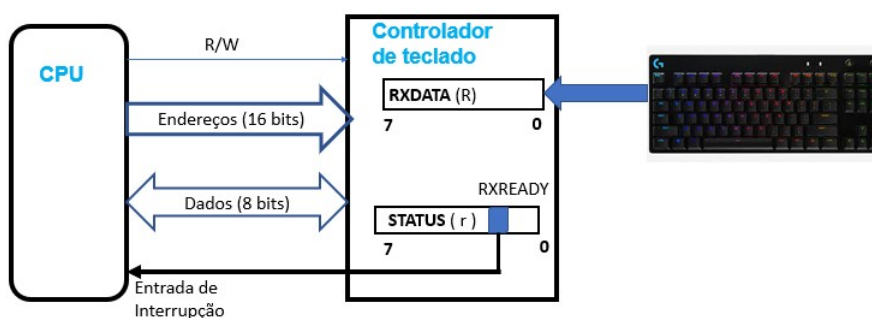 R/W
CPU
Controlador
de teclado
RXDATA (R)
7 0
Endereços (16 bits)
RXREADY
Dados (8 bits)
STATUS ( r )
7 0
Entrada de
Interrupção